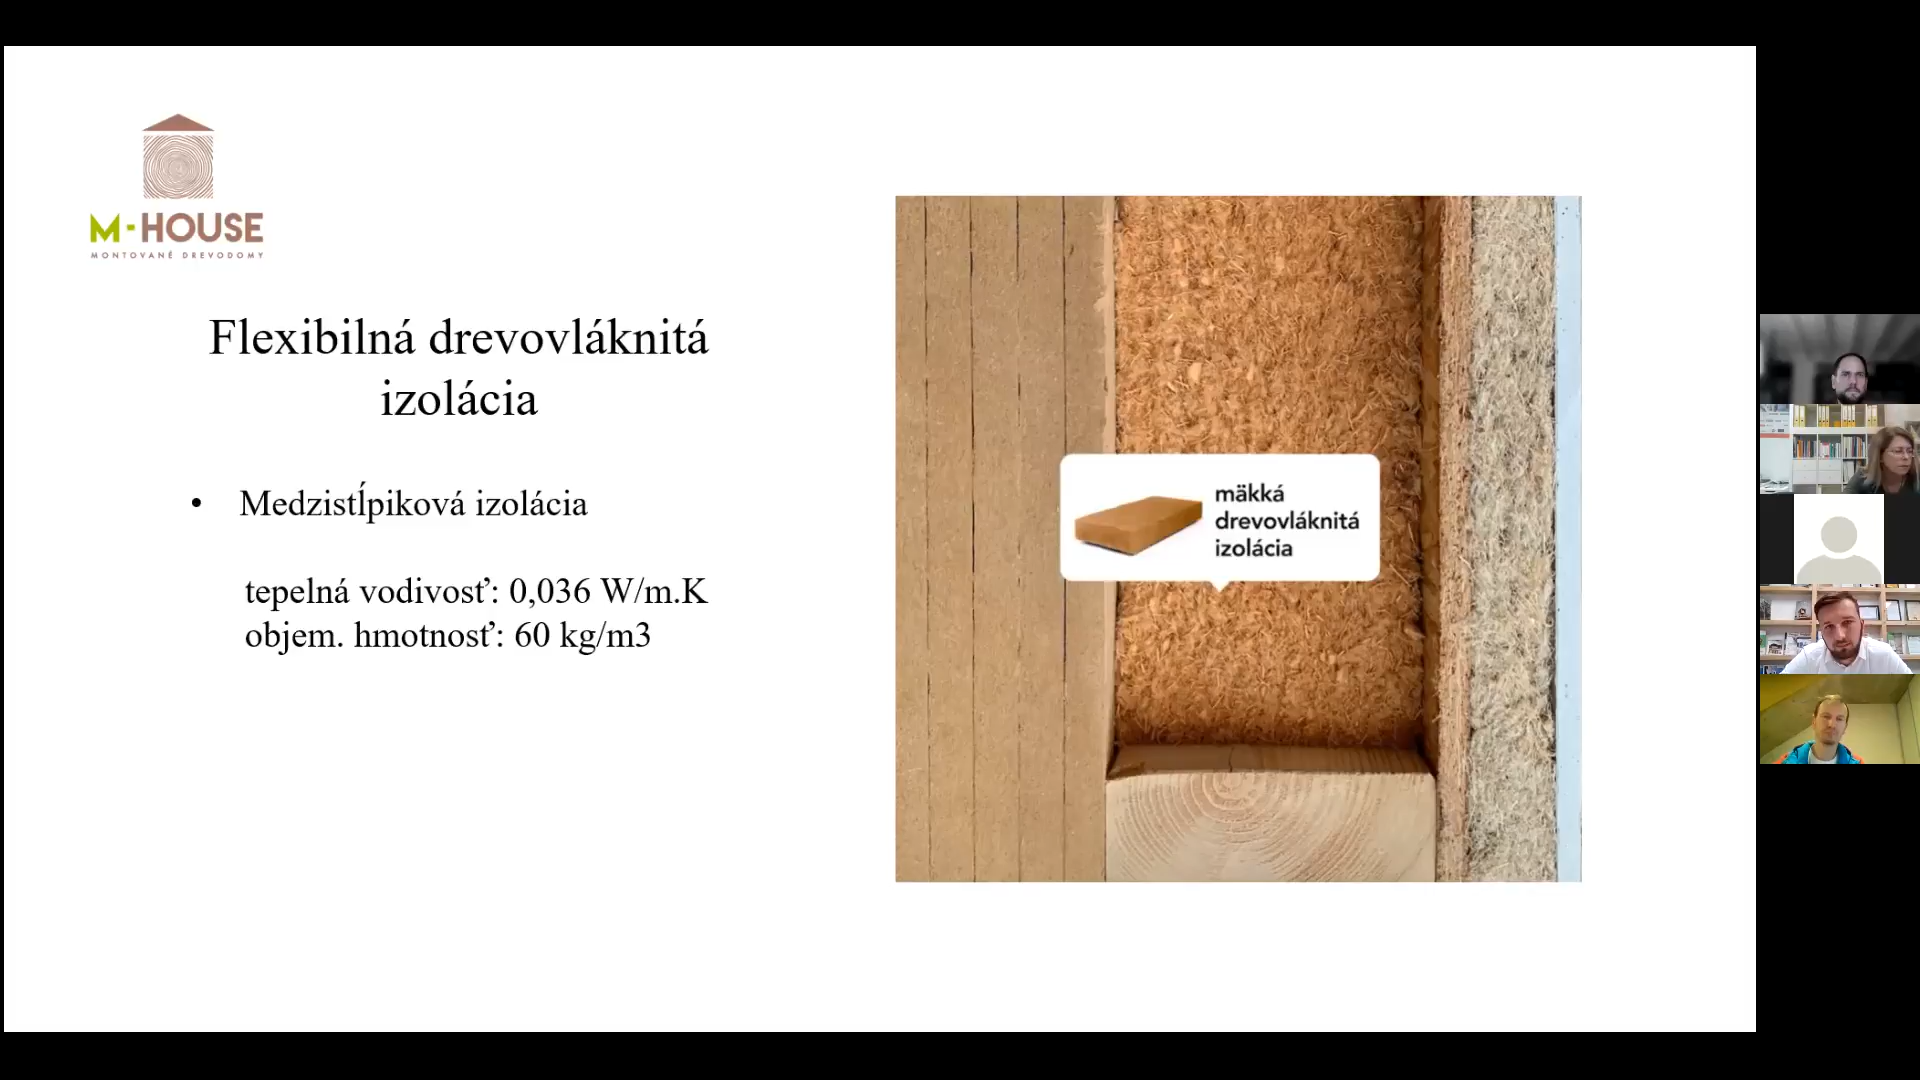 M-HOUSE
MONTOVANÉ DREVODOMY
Flexibilná drevovláknitá
izolácia
• Medzistĺpiková izolácia
tepelná vodivosť: 0,036 W/m.K
objem. hmotnosť: 60 kg/m3
mäkká
drevovláknitá
izolácia